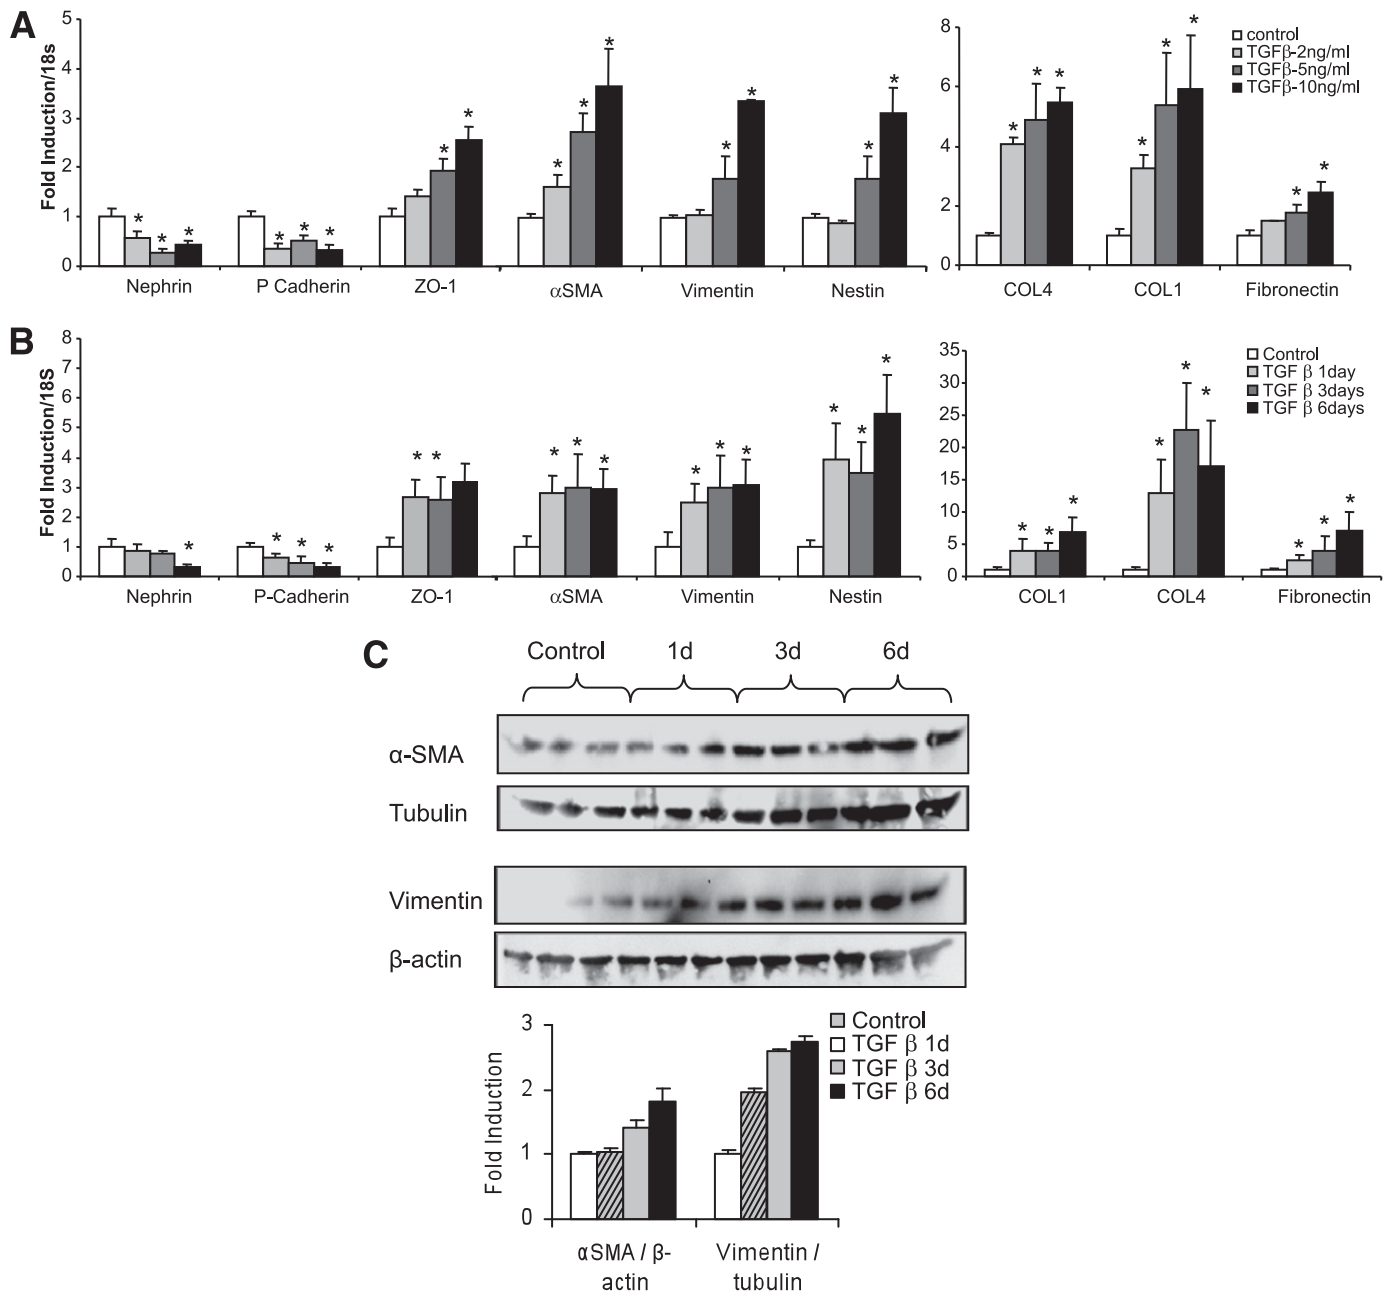 A
Fold Induction/18s
5
4
3
2
1
0
* * * * * * * * * * * * * * * *
Nephrin P Cadherin ZO-1 αSMA Vimentin Nestin
8
6
4
2
0
* * * * * * * *
COL4 COL1 Fibronectin
control
TGFβ-2ng/ml
TGFβ-5ng/ml
TGFβ-10ng/ml
B
Fold Induction/18S
8
7
6
5
4
3
2
1
0
* * * * * * * * * * * * * * *
Nephrin P-Cadherin ZO-1 αSMA Vimentin Nestin
35
30
25
20
15
10
5
0
* * * * * * * * *
COL1 COL4 Fibronectin
Control
TGF β 1day
TGF β 3days
TGF β 6days
C
Control 1d 3d 6d
α-SMA
Tubulin
Vimentin
β-actin
Fold Induction
3
2
1
0
αSMA / β-
actin
Vimentin /
tubulin
Control
TGF β 1d
TGF β 3d
TGF β 6d